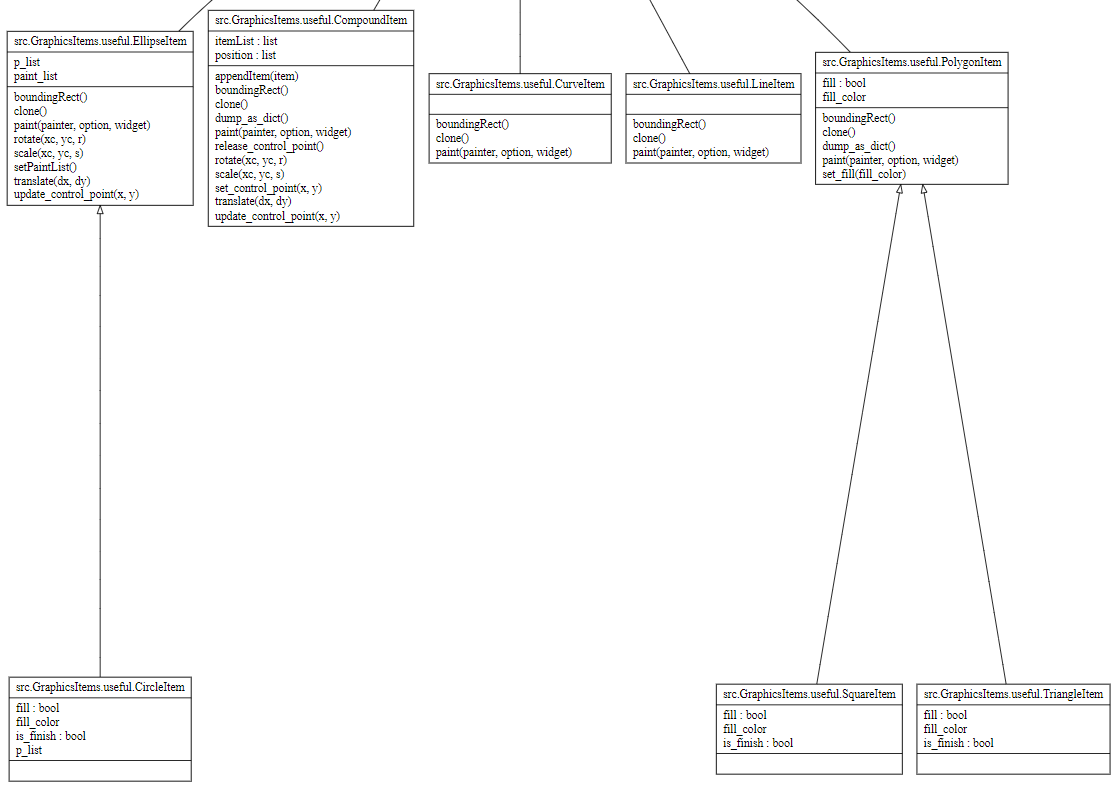 src.GraphicsItems.useful.EllipseItem
p_list
paint_list
boundingRect()
clone()
paint(painter, option, widget)
rotate(xc, yc, r)
scale(xc, yc, s)
setPaintList()
translate(dx, dy)
update_control_point(x, y)
src.GraphicsItems.useful.CompoundItem
itemList : list
position : list
appendItem(item)
boundingRect()
clone()
dump_as_dict()
paint(painter, option, widget)
release_control_point()
rotate(xc, yc, r)
scale(xc, yc, s)
set_control_point(x, y)
translate(dx, dy)
update_control_point(x, y)
src.GraphicsItems.useful.CurveItem
boundingRect()
clone()
paint(painter, option, widget)
src.GraphicsItems.useful.LineItem
boundingRect()
clone()
paint(painter, option, widget)
src.GraphicsItems.useful.PolygonItem
fill : bool
fill_color
boundingRect()
clone()
dump_as_dict()
paint(painter, option, widget)
set_fill(fill_color)
src.GraphicsItems.useful.CircleItem
fill : bool
fill_color
is_finish : bool
p_list
src.GraphicsItems.useful.SquareItem
fill : bool
fill_color
is_finish : bool
src.GraphicsItems.useful.TriangleItem
fill : bool
fill_color
is_finish : bool